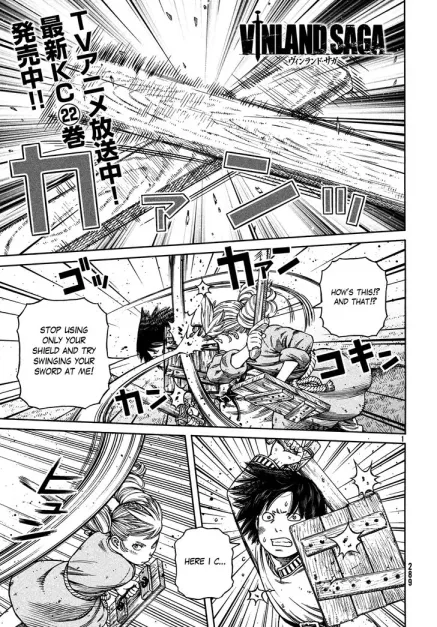 VINLAND SAGA
ヴィンランド・サガ
TVアニメ放送中!
最新KC㉒巻
発売中!!
ガァンッ
HOW'S THIS!?
AND THAT!?
カァン
ゴッ
STOP USING
ONLY YOUR
SHIELD AND TRY
SWINGING YOUR
SWORD AT ME!
コキン
カンッ
1
HERE I C...
ヒュン
289